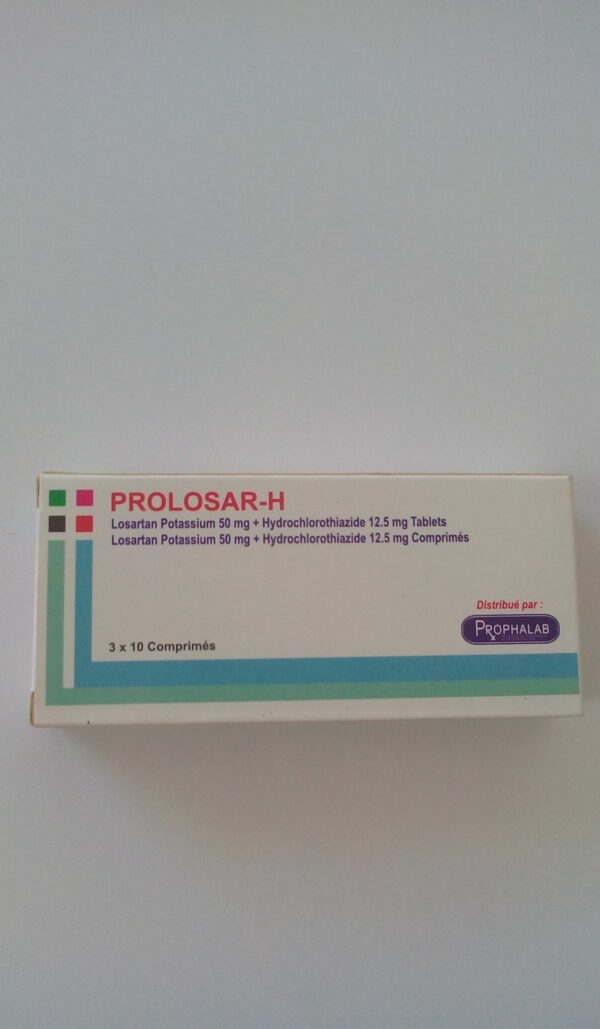 PROLOSAR-H
Losartan Potassium 50 mg + Hydrochlorothiazide 12.5 mg Tablets
Losartan Potassium 50 mg + Hydrochlorothiazide 12.5 mg Comprimés
Distribué par :
PROPHALAB
3 x 10 Comprimés